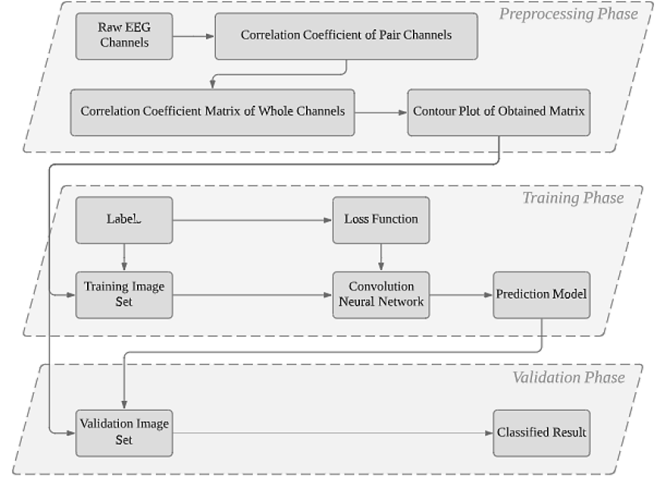 Preprocessing Phase
Raw EEG
Channels
Correlation Coefficient of Pair Channels
Correlation Coefficient Matrix of Whole Channels
Contour Plot of Obtained Matrix
Training Phase
Labels
Loss Function
Training Image
Set
Convolution
Neural Network
Prediction Model
Validation Phase
Validation Image
Set
Classified Result